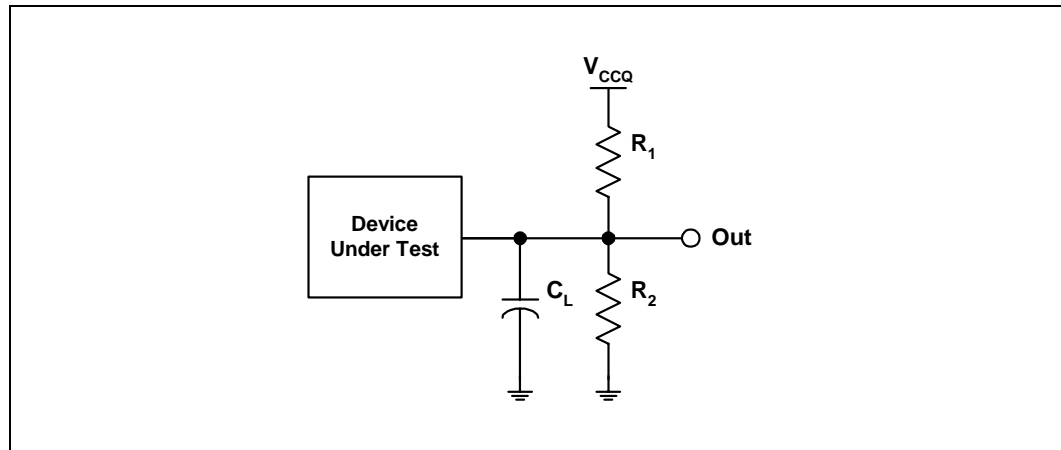 V_CCQ
R_1
Device
Under Test
Out
C_L
R_2